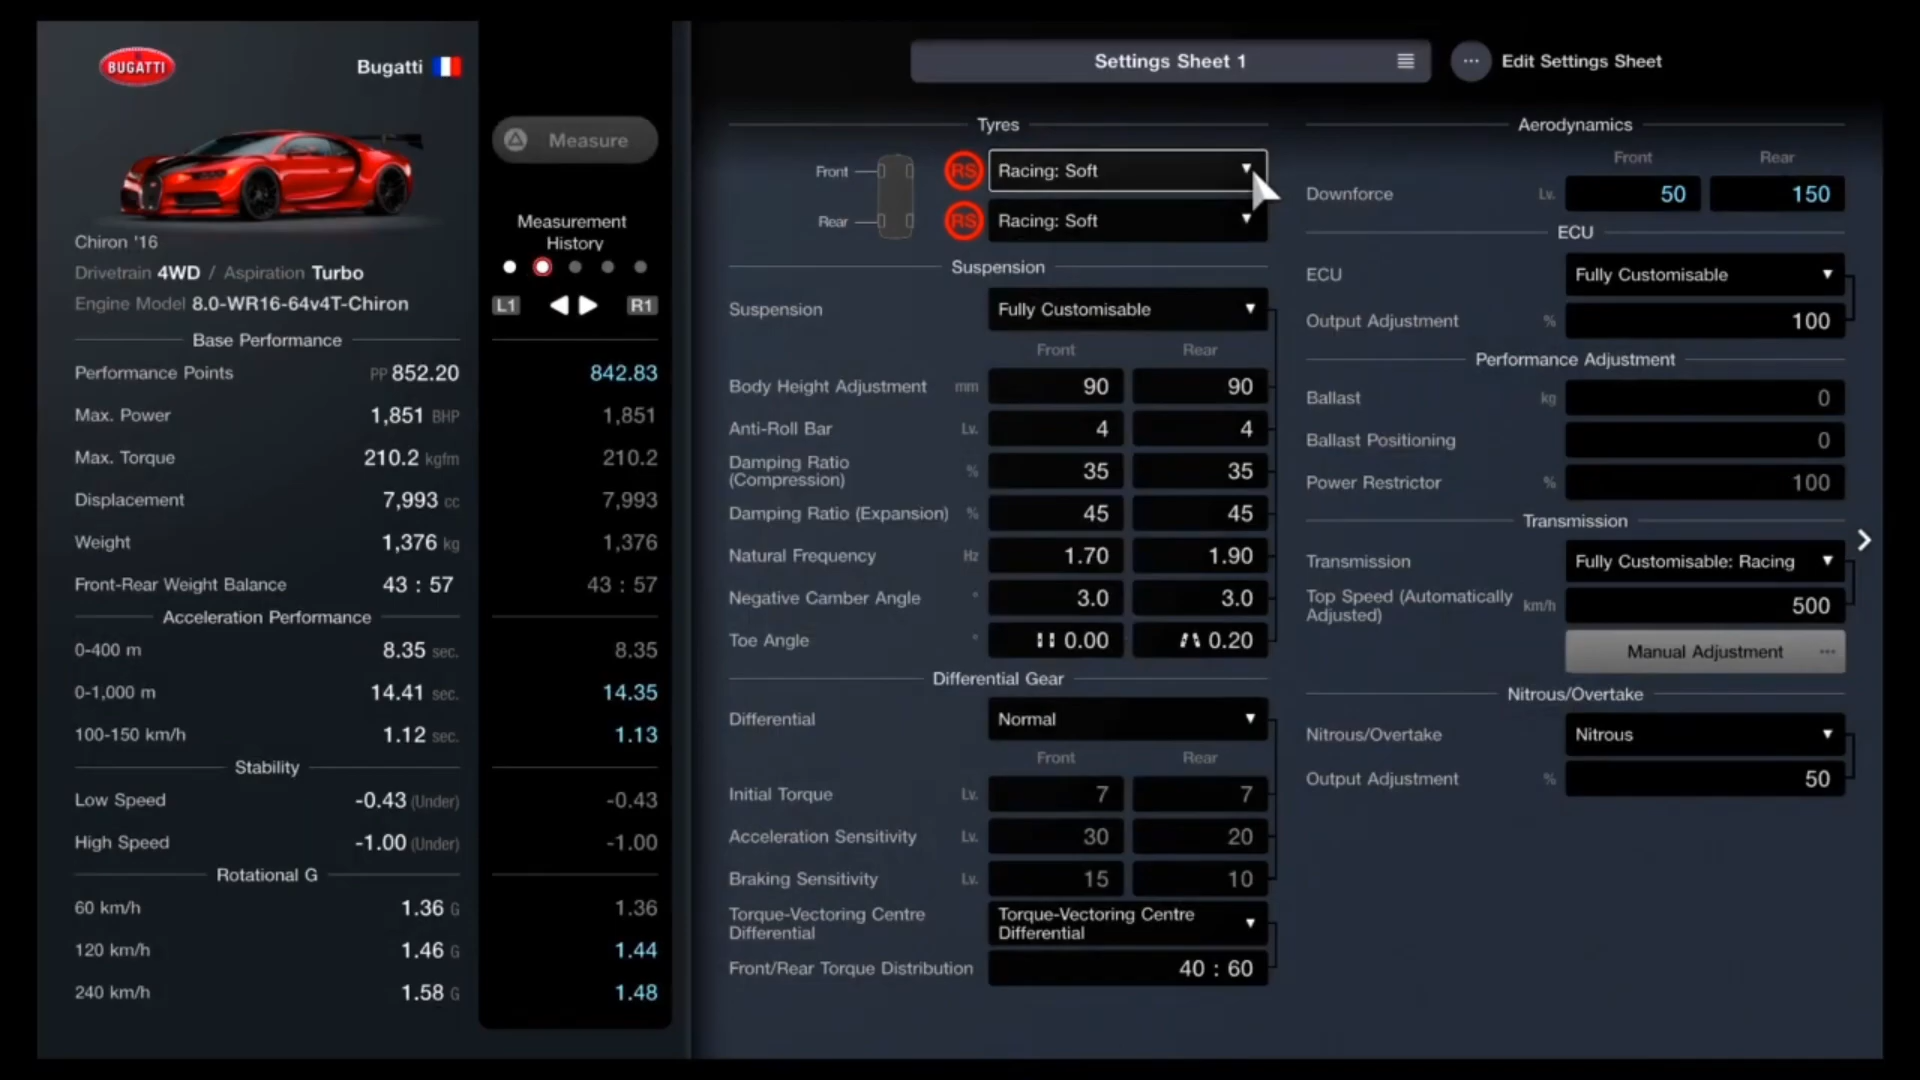 BUGATTI
Bugatti
Chiron '16
Drivetrain 4WD / Aspiration Turbo
Engine Model 8.0-WR16-64v4T-Chiron
Base Performance
Performance Points PP 852.20
Max. Power 1,851 BHP
Max. Torque 210.2 kgfm
Displacement 7,993 cc
Weight 1,376 kg
Front-Rear Weight Balance 43 : 57
Acceleration Performance
0-400 m 8.35 sec.
0-1,000 m 14.41 sec.
100-150 km/h 1.12 sec.
Stability
Low Speed -0.43 (Under)
High Speed -1.00 (Under)
Rotational G
60 km/h 1.36 G
120 km/h 1.46 G
240 km/h 1.58 G
Measure
Measurement
History
L1 R1
842.83
1,851
210.2
7,993
1,376
43 : 57
8.35
14.35
1.13
-0.43
-1.00
1.36
1.44
1.48
Settings Sheet 1
Edit Settings Sheet
Tyres
Front RS Racing: Soft
Rear RS Racing: Soft
Suspension
Suspension Fully Customisable
Front Rear
Body Height Adjustment mm 90 90
Anti-Roll Bar Lv. 4 4
Damping Ratio
(Compression) % 35 35
Damping Ratio (Expansion) % 45 45
Natural Frequency Hz 1.70 1.90
Negative Camber Angle ° 3.0 3.0
Toe Angle ° 0.00 0.20
Differential Gear
Differential Normal
Front Rear
Initial Torque Lv. 7 7
Acceleration Sensitivity Lv. 30 20
Braking Sensitivity Lv. 15 10
Torque-Vectoring Centre
Differential
Torque-Vectoring Centre
Differential
Front/Rear Torque Distribution 40 : 60
Aerodynamics
Front Rear
Downforce Lv. 50 150
ECU
ECU Fully Customisable
Output Adjustment % 100
Performance Adjustment
Ballast kg 0
Ballast Positioning 0
Power Restrictor % 100
Transmission
Transmission Fully Customisable: Racing
Top Speed (Automatically
Adjusted) km/h 500
Manual Adjustment
Nitrous/Overtake
Nitrous/Overtake Nitrous
Output Adjustment % 50